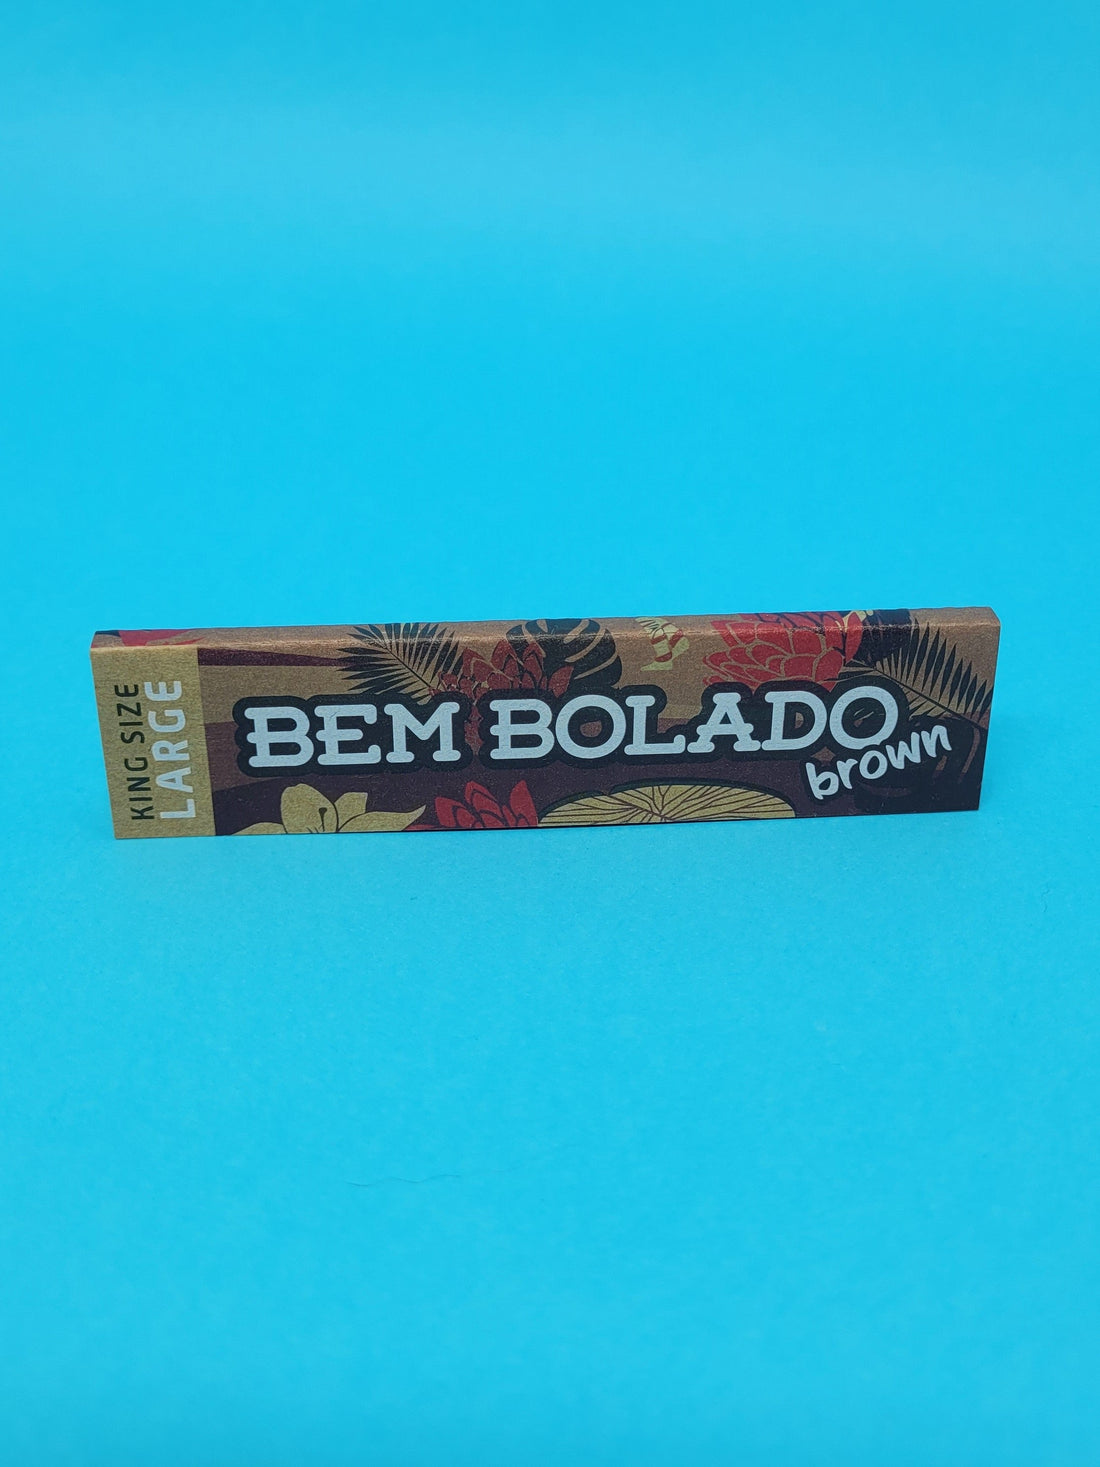 KING SIZE
LARGE
BEM BOLADO
brown